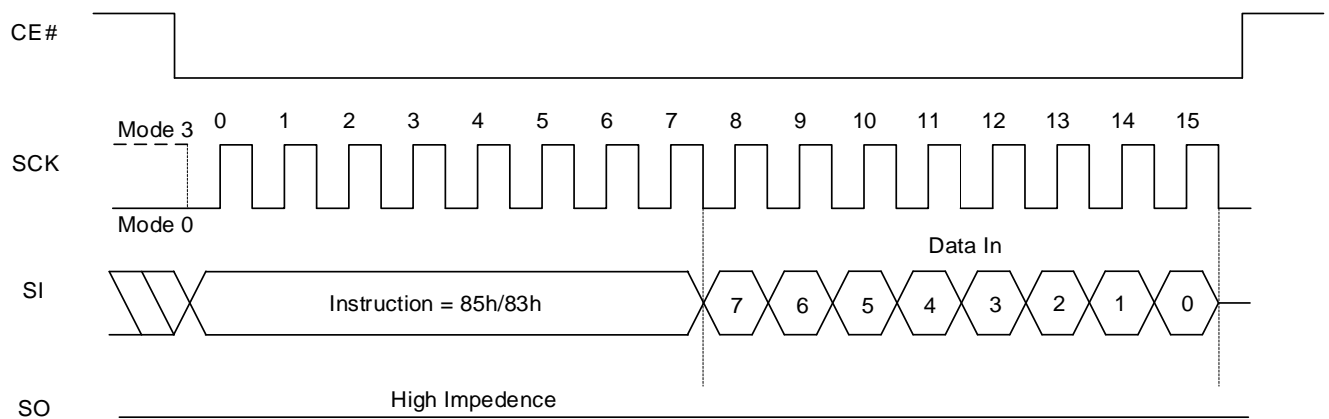 CE#
Mode 3 0 1 2 3 4 5 6 7 8 9 10 11 12 13 14 15
SCK
Mode 0
Data In
SI Instruction = 85h/83h 7 6 5 4 3 2 1 0
High Impedence
SO